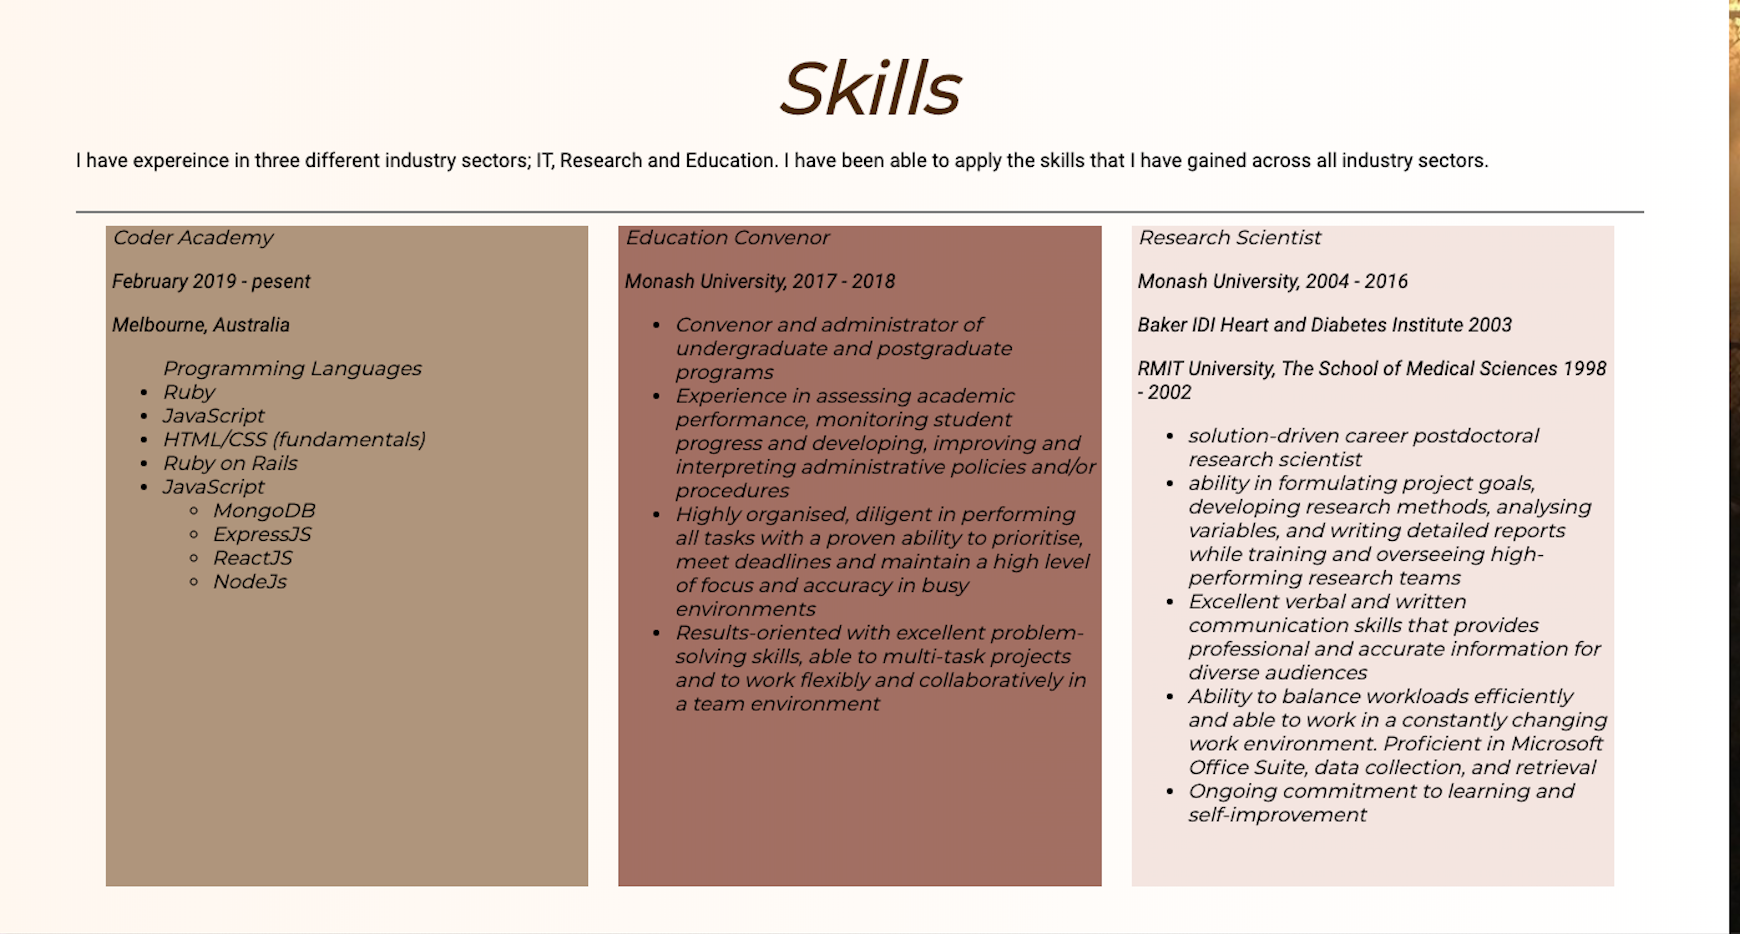 Skills
I have expereince in three different industry sectors; IT, Research and Education. I have been able to apply the skills that I have gained across all industry sectors.
Coder Academy
February 2019 - pesent
Melbourne, Australia
Programming Languages
• Ruby
• JavaScript
• HTML/CSS (fundamentals)
• Ruby on Rails
• JavaScript
◦ MongoDB
◦ ExpressJS
◦ ReactJS
◦ NodeJs
Education Convenor
Monash University, 2017 - 2018
• Convenor and administrator of
undergraduate and postgraduate
programs
• Experience in assessing academic
performance, monitoring student
progress and developing, improving and
interpreting administrative policies and/or
procedures
• Highly organised, diligent in performing
all tasks with a proven ability to prioritise,
meet deadlines and maintain a high level
of focus and accuracy in busy
environments
• Results-oriented with excellent problem-
solving skills, able to multi-task projects
and to work flexibly and collaboratively in
a team environment
Research Scientist
Monash University, 2004 - 2016
Baker IDI Heart and Diabetes Institute 2003
RMIT University, The School of Medical Sciences 1998
- 2002
• solution-driven career postdoctoral
research scientist
• ability in formulating project goals,
developing research methods, analysing
variables, and writing detailed reports
while training and overseeing high-
performing research teams
• Excellent verbal and written
communication skills that provides
professional and accurate information for
diverse audiences
• Ability to balance workloads efficiently
and able to work in a constantly changing
work environment. Proficient in Microsoft
Office Suite, data collection, and retrieval
• Ongoing commitment to learning and
self-improvement